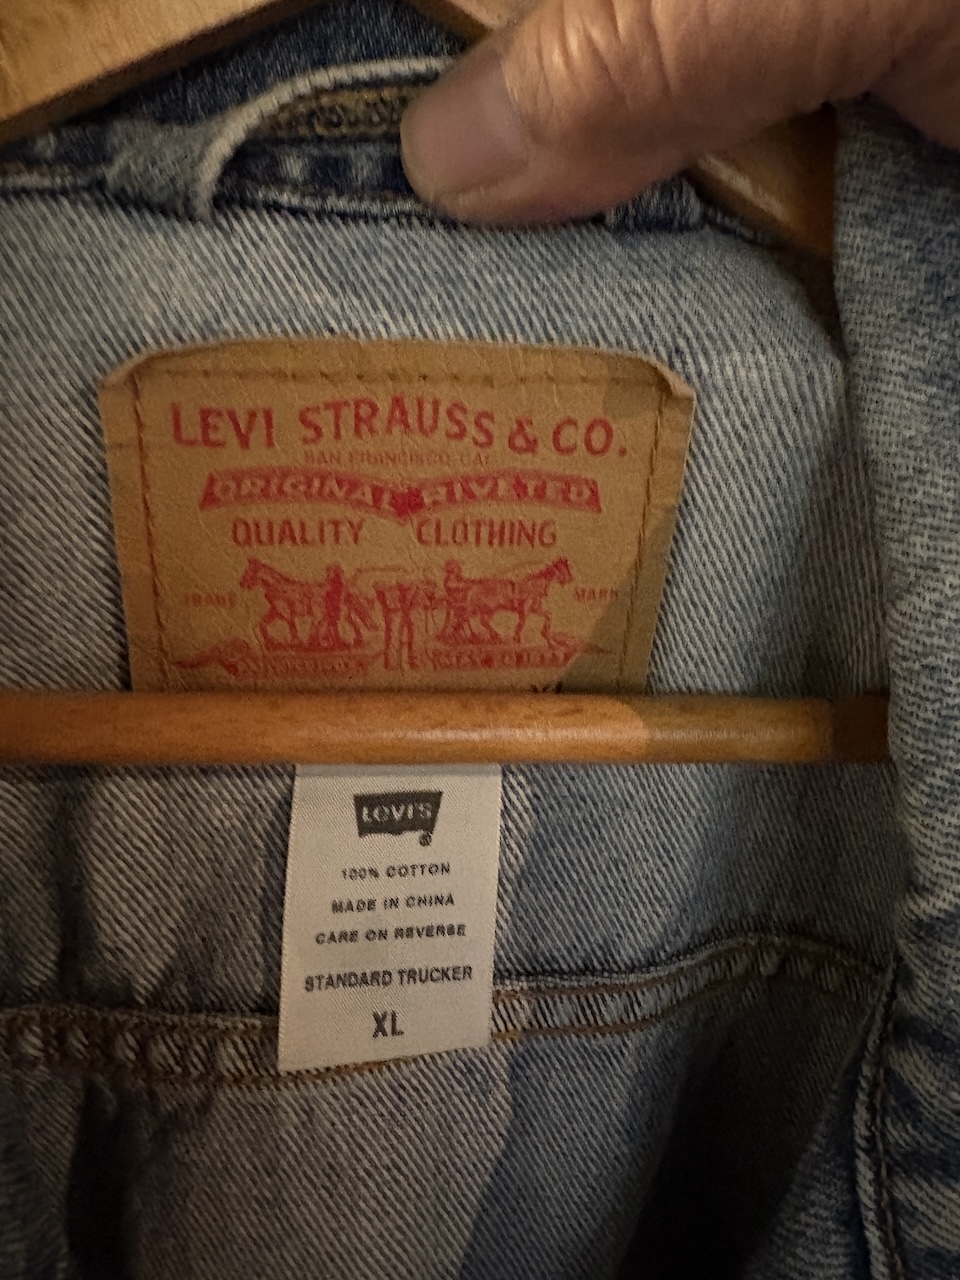 LEVI STRAUSS & CO.
SAN FRANCISCO, CAL
ORIGINAL RIVETED
QUALITY CLOTHING
TRADE MARK
LEVI'S
®
100% COTTON
MADE IN CHINA
CARE ON REVERSE
STANDARD TRUCKER
XL